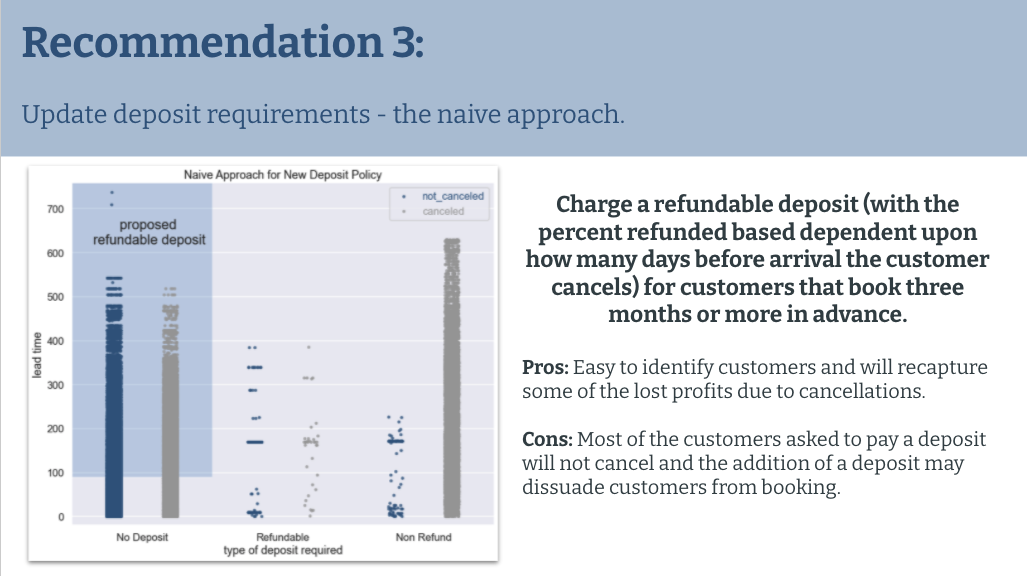 Recommendation 3:
Update deposit requirements - the naive approach.
Naive Approach for New Deposit Policy
not_canceled
canceled
proposed
refundable deposit
700
600
500
400
300
200
100
0
lead time
No Deposit
Refundable
Non Refund
type of deposit required
Charge a refundable deposit (with the
percent refunded based dependent upon
how many days before arrival the customer
cancels) for customers that book three
months or more in advance.
Pros: Easy to identify customers and will recapture
some of the lost profits due to cancellations.
Cons: Most of the customers asked to pay a deposit
will not cancel and the addition of a deposit may
dissuade customers from booking.